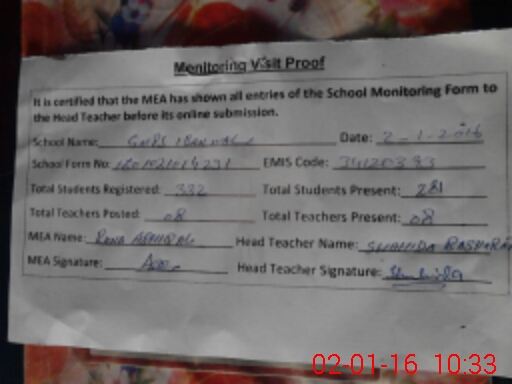 Monitoring Visit Proof
It is certified that the MEA has shown all entries of the School Monitoring Form to
the Head Teacher before its online submission.
School Name: Date: 2-1-2016
School Form No: EMIS Code:
Total Students Registered: 332 Total Students Present: 281
Total Teachers Posted: 08 Total Teachers Present: 08
MEA Name: Rana Head Teacher Name: SHAHIDA
MEA Signature: Head Teacher Signature: Shahida
02-01-16 10:33